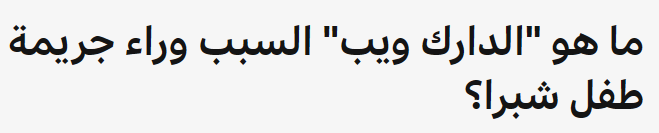 ما هو "الدارك ويب" السبب وراء جريمة
طفل شبرا؟